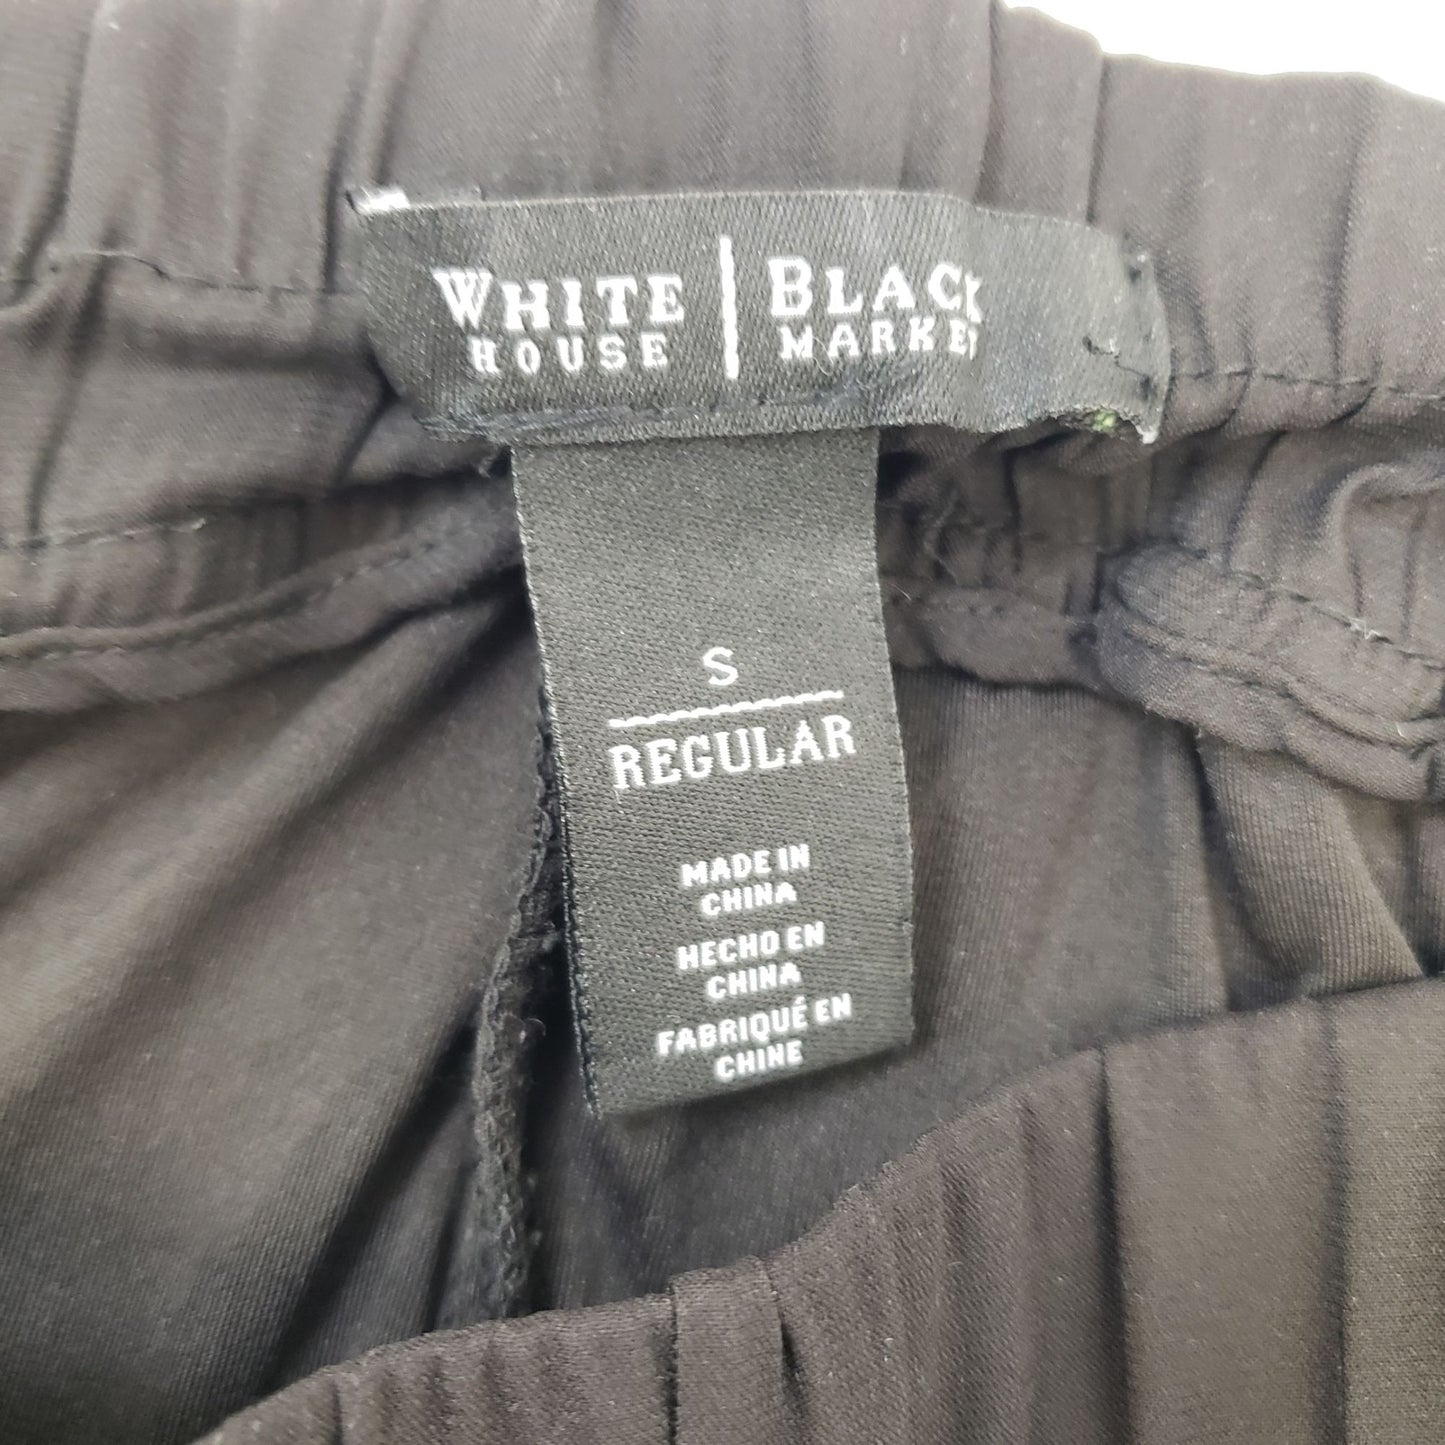 WHITE HOUSE | BLACK MARKET
S
REGULAR
MADE IN
CHINA
HECHO EN
CHINA
FABRIQUÉ EN
CHINE